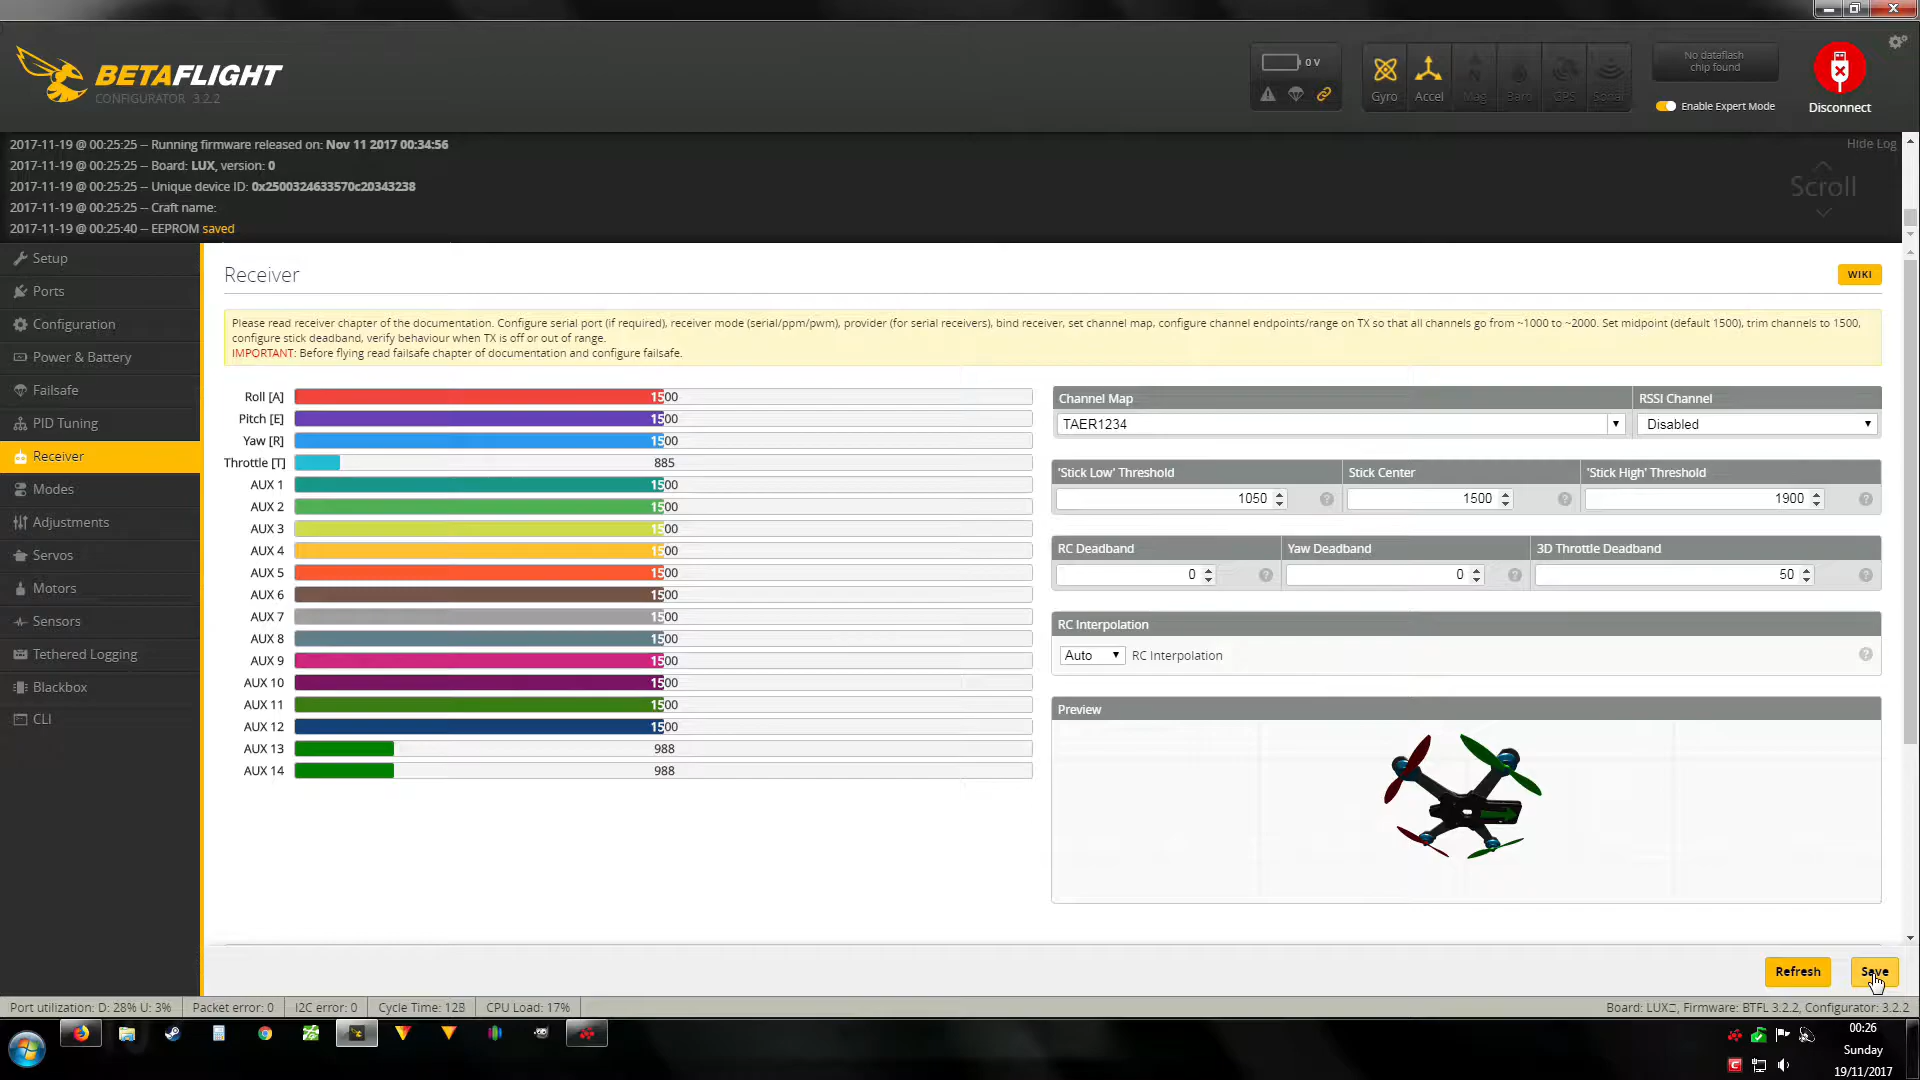 BETAFLIGHT
CONFIGURATOR 3.2.2
0 V
Gyro
Accel
Mag
Baro
GPS
Sonar
No dataflash
chip found
Enable Expert Mode
Disconnect
2017-11-19 @ 00:25:25 -- Running firmware released on: Nov 11 2017 00:34:56
2017-11-19 @ 00:25:25 -- Board: LUX, version: 0
2017-11-19 @ 00:25:25 -- Unique device ID: 0x2500324633570c20343238
2017-11-19 @ 00:25:25 -- Craft name:
2017-11-19 @ 00:25:40 -- EEPROM saved
Hide Log
Scroll
Setup
Ports
Configuration
Power & Battery
Failsafe
PID Tuning
Receiver
Modes
Adjustments
Servos
Motors
Sensors
Tethered Logging
Blackbox
CLI
Receiver
WIKI
Please read receiver chapter of the documentation. Configure serial port (if required), receiver mode (serial/ppm/pwm), provider (for serial receivers), bind receiver, set channel map, configure channel endpoints/range on TX so that all channels go from ~1000 to ~2000. Set midpoint (default 1500), trim channels to 1500,
configure stick deadband, verify behaviour when TX is off or out of range.
IMPORTANT: Before flying read failsafe chapter of documentation and configure failsafe.
Roll [A] 1500
Pitch [E] 1500
Yaw [R] 1500
Throttle [T] 885
AUX 1 1500
AUX 2 1500
AUX 3 1500
AUX 4 1500
AUX 5 1500
AUX 6 1500
AUX 7 1500
AUX 8 1500
AUX 9 1500
AUX 10 1500
AUX 11 1500
AUX 12 1500
AUX 13 988
AUX 14 988
Channel Map RSSI Channel
TAER1234 Disabled
'Stick Low' Threshold Stick Center 'Stick High' Threshold
1050 1500 1900
RC Deadband Yaw Deadband 3D Throttle Deadband
0 0 50
RC Interpolation
Auto RC Interpolation
Preview
Refresh
Save
Port utilization: D: 28% U: 3% Packet error: 0 I2C error: 0 Cycle Time: 128 CPU Load: 17%
Firmware: BTFL 3.2.2, Configurator: 3.2.2
00:26
Sunday
19/11/2017